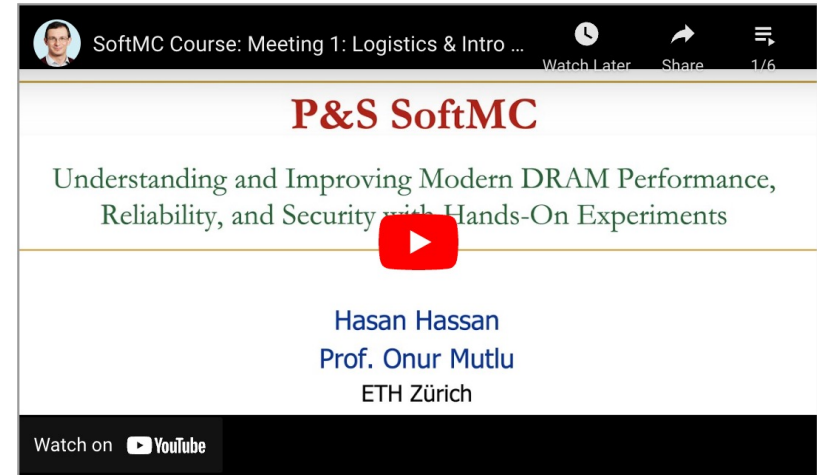 SoftMC Course: Meeting 1: Logistics & Intro ...
Watch Later
Share
1/6
P&S SoftMC
Understanding and Improving Modern DRAM Performance,
Reliability, and Security with Hands-On Experiments
Hasan Hassan
Prof. Onur Mutlu
ETH Zürich
Watch on YouTube